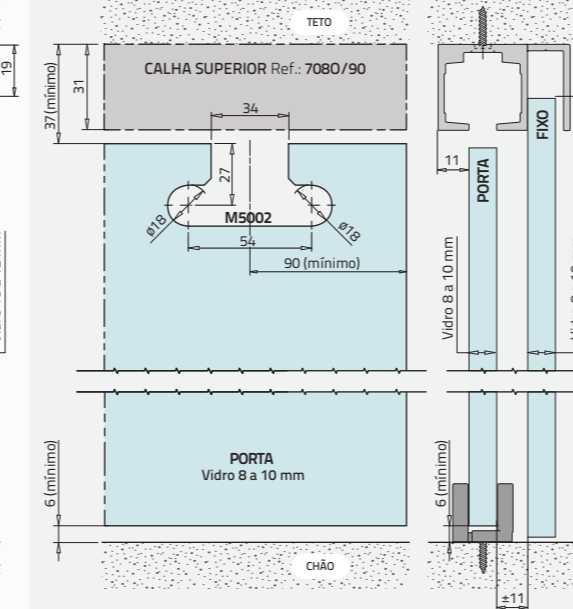 TETO
19
37 (mínimo)
31
CALHA SUPERIOR Ref.: 7080/90
34
27
ø18
M5002
ø18
54
90 (mínimo)
11
PORTA
FIXO
Vidro 8 a 10 mm
PORTA
Vidro 8 a 10 mm
6 (mínimo)
6 (mínimo)
CHÃO
±11